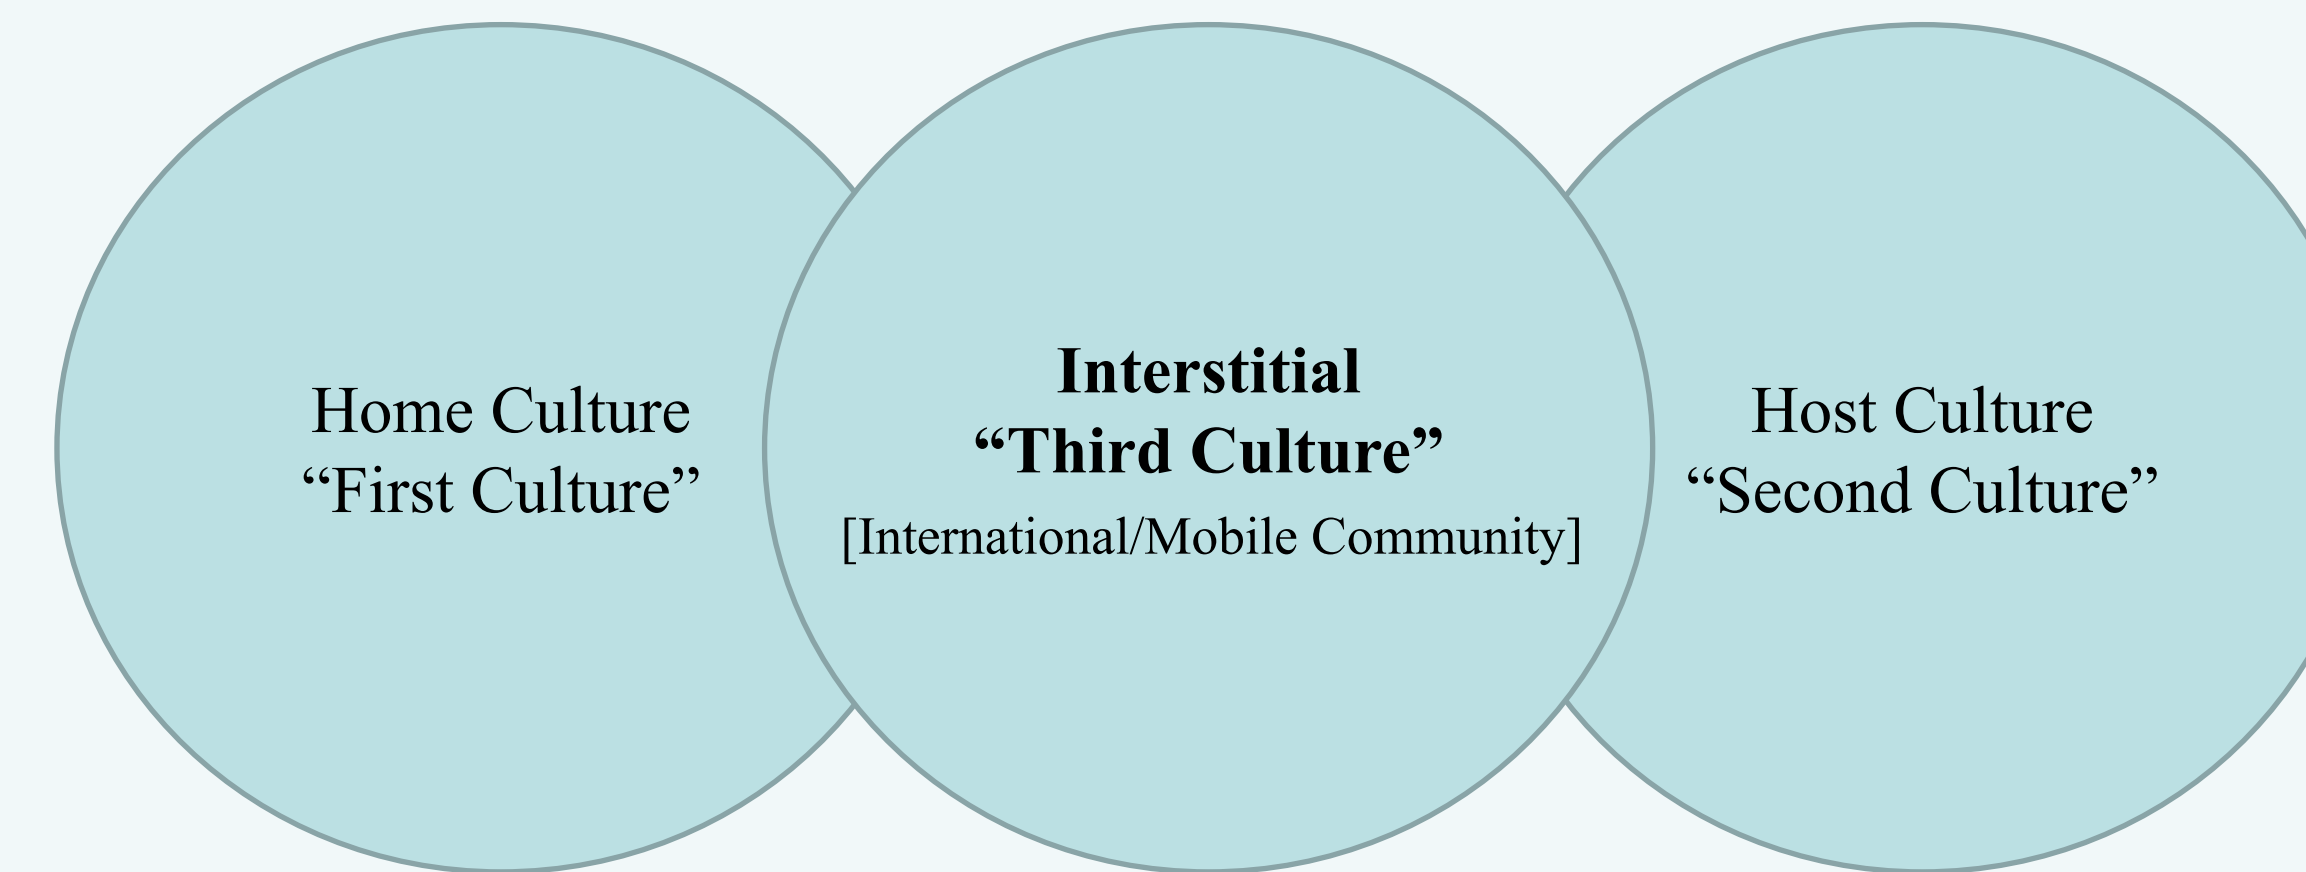 Home Culture
“First Culture”
Interstitial
“Third Culture”
[International/Mobile Community]
Host Culture
“Second Culture”